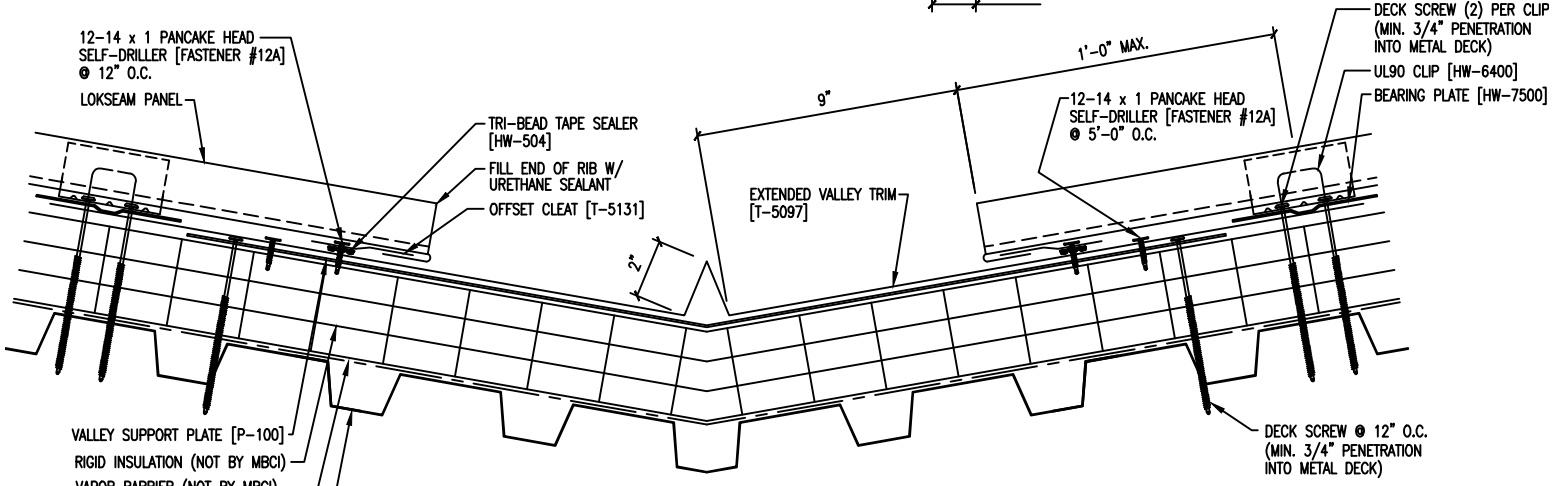 12-14 x 1 PANCAKE HEAD
SELF-DRILLER [FASTENER #12A]
@ 12" O.C.
LOKSEAM PANEL
TRI-BEAD TAPE SEALER
[HW-504]
FILL END OF RIB W/
URETHANE SEALANT
OFFSET CLEAT [T-5131]
2"
9"
1'-0" MAX.
EXTENDED VALLEY TRIM
[T-5097]
12-14 x 1 PANCAKE HEAD
SELF-DRILLER [FASTENER #12A]
@ 5'-0" O.C.
DECK SCREW (2) PER CLIP
(MIN. 3/4" PENETRATION
INTO METAL DECK)
UL90 CLIP [HW-6400]
BEARING PLATE [HW-7500]
VALLEY SUPPORT PLATE [P-100]
RIGID INSULATION (NOT BY MBCI)
VAPOR BARRIER (NOT BY MBCI)
DECK SCREW @ 12" O.C.
(MIN. 3/4" PENETRATION
INTO METAL DECK)